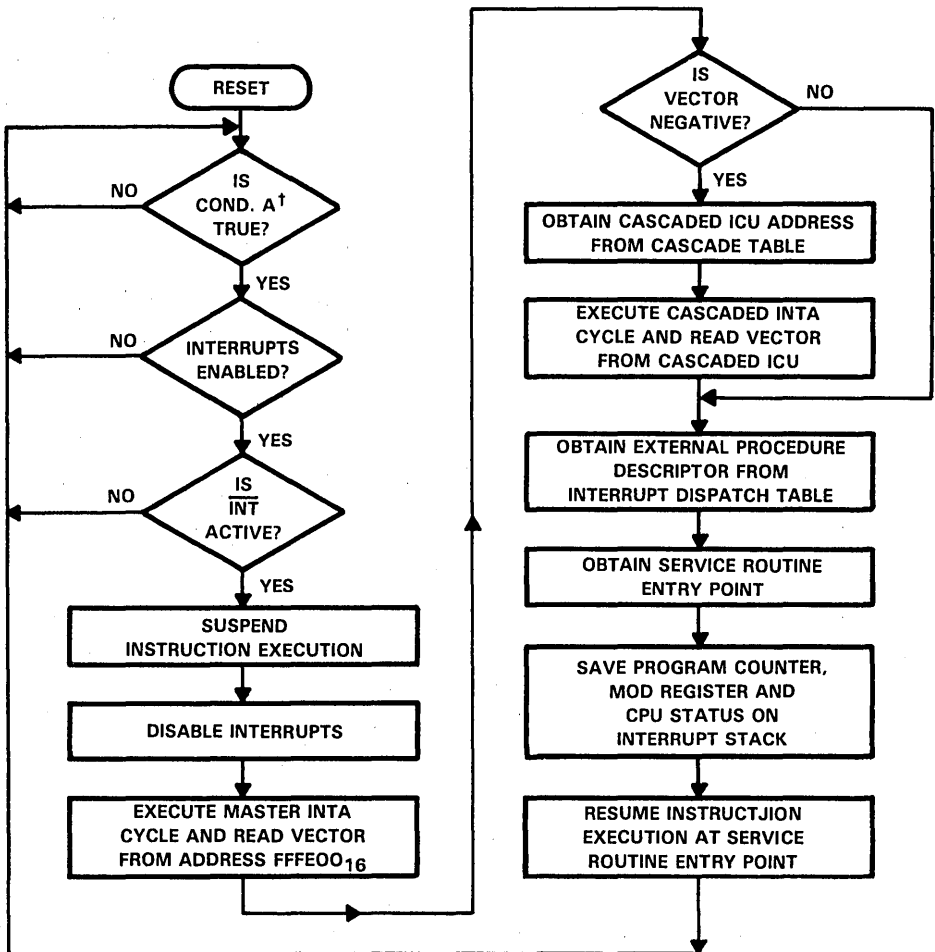 RESET
IS
COND. A†
TRUE?
NO
YES
INTERRUPTS
ENABLED?
NO
YES
IS
INT
ACTIVE?
NO
YES
SUSPEND
INSTRUCTION EXECUTION
DISABLE INTERRUPTS
EXECUTE MASTER INTA
CYCLE AND READ VECTOR
FROM ADDRESS FFFEOO16
IS
VECTOR
NEGATIVE?
NO
YES
OBTAIN CASCADED ICU ADDRESS
FROM CASCADE TABLE
EXECUTE CASCADED INTA
CYCLE AND READ VECTOR
FROM CASCADED ICU
OBTAIN EXTERNAL PROCEDURE
DESCRIPTOR FROM
INTERRUPT DISPATCH TABLE
OBTAIN SERVICE ROUTINE
ENTRY POINT
SAVE PROGRAM COUNTER,
MOD REGISTER AND
CPU STATUS ON
INTERRUPT STACK
RESUME INSTRUCTJION
EXECUTION AT SERVICE
ROUTINE ENTRY POINT